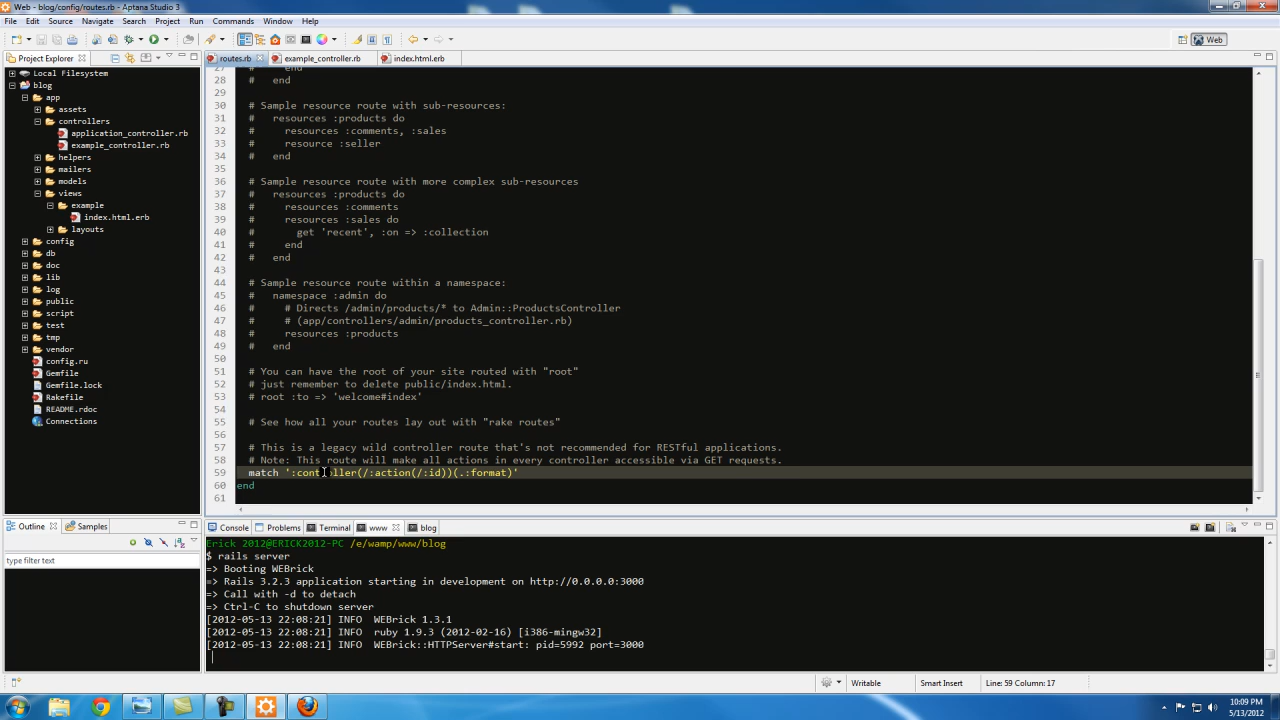 Web - blog/config/routes.rb - Aptana Studio 3
File Edit Source Navigate Search Project Run Commands Window Help
Web
Project Explorer
routes.rb example_controller.rb index.html.erb
Local Filesystem
blog
app
assets
controllers
application_controller.rb
example_controller.rb
helpers
mailers
models
views
example
index.html.erb
layouts
config
db
doc
lib
log
public
script
test
tmp
vendor
config.ru
Gemfile
Gemfile.lock
Rakefile
README.rdoc
Connections
27 # end
28 # end
29
30 # Sample resource route with sub-resources:
31 # resources :products do
32 # resources :comments, :sales
33 # resource :seller
34 # end
35
36 # Sample resource route with more complex sub-resources
37 # resources :products do
38 # resources :comments
39 # resources :sales do
40 # get 'recent', :on => :collection
41 # end
42 # end
43
44 # Sample resource route within a namespace:
45 # namespace :admin do
46 # # Directs /admin/products/* to Admin::ProductsController
47 # # (app/controllers/admin/products_controller.rb)
48 # resources :products
49 # end
50
51 # You can have the root of your site routed with "root"
52 # just remember to delete public/index.html.
53 # root :to => 'welcome#index'
54
55 # See how all your routes lay out with "rake routes"
56
57 # This is a legacy wild controller route that's not recommended for RESTful applications.
58 # Note: This route will make all actions in every controller accessible via GET requests.
59 match ':controller(/:action(/:id))(.:format)'
60 end
61
Outline Samples
type filter text
Console Problems Terminal www blog
Erick 2012@ERICK2012-PC /e/wamp/www/blog
$ rails server
=> Booting WEBrick
=> Rails 3.2.3 application starting in development on http://0.0.0.0:3000
=> Call with -d to detach
=> Ctrl-C to shutdown server
[2012-05-13 22:08:21] INFO WEBrick 1.3.1
[2012-05-13 22:08:21] INFO ruby 1.9.3 (2012-02-16) [i386-mingw32]
[2012-05-13 22:08:21] INFO WEBrick::HTTPServer#start: pid=5992 port=3000
Writable Smart Insert Line: 59 Column: 17
10:09 PM
5/13/2012